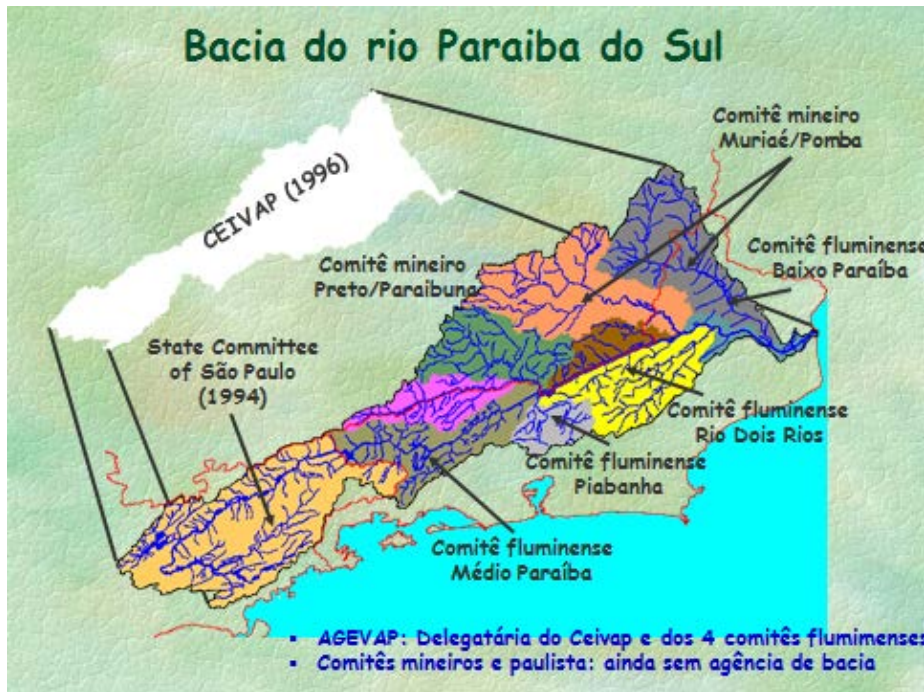 Bacia do rio Paraiba do Sul
CEIVAP (1996)
Comitê mineiro
Muriaé/Pomba
Comitê fluminense
Baixo Paraíba
Comitê mineiro
Preto/Paraibuna
State Committee
of São Paulo
(1994)
Comitê fluminense
Rio Dois Rios
Comitê fluminense
Piabanha
Comitê fluminense
Médio Paraíba
▪ AGEVAP: Delegatária do Ceivap e dos 4 comitês flumimenses
▪ Comitês mineiros e paulista: ainda sem agência de bacia